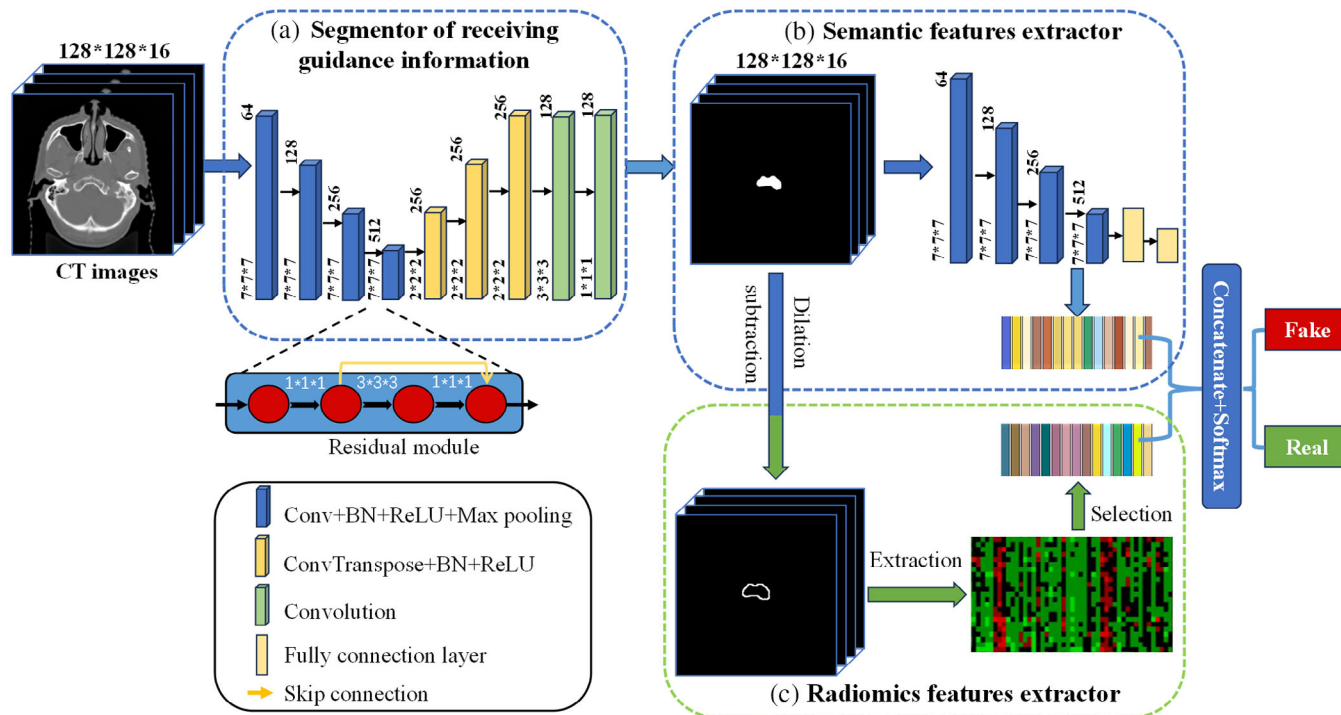 128*128*16
CT images
(a) Segmentor of receiving
guidance information
64
128
256
512
256
256
256
128
128
7*7*7
7*7*7
7*7*7
7*7*7
2*2*2
2*2*2
2*2*2
3*3*3
1*1*1
1*1*1
3*3*3
1*1*1
Residual module
Conv+BN+ReLU+Max pooling
ConvTranspose+BN+ReLU
Convolution
Fully connection layer
Skip connection
(b) Semantic features extractor
128*128*16
64
128
256
512
7*7*7
7*7*7
7*7*7
7*7*7
Dilation
subtraction
Extraction
Selection
(c) Radiomics features extractor
Concatenate+Softmax
Fake
Real